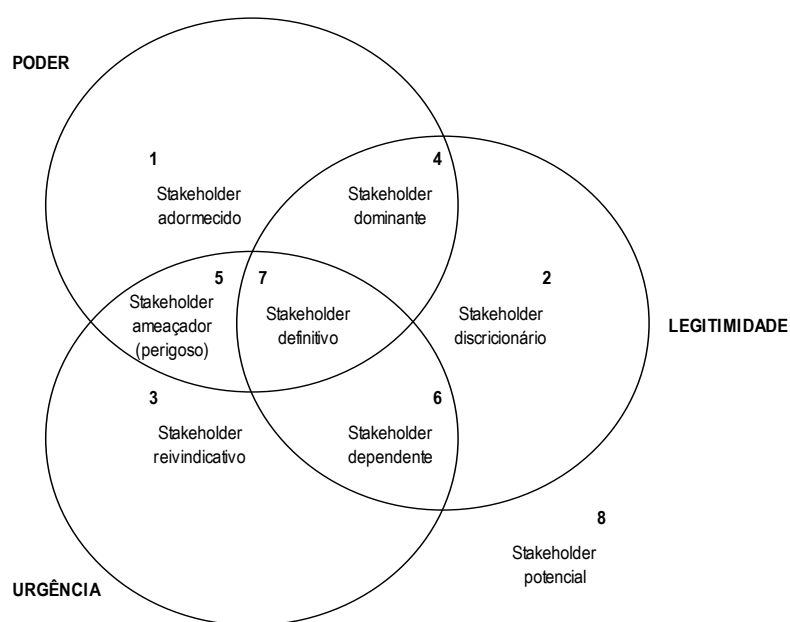 PODER
1
Stakeholder
adormecido
4
Stakeholder
dominante
5
Stakeholder
ameaçador
(perigoso)
7
Stakeholder
definitivo
2
Stakeholder
discricionário
LEGITIMIDADE
3
Stakeholder
reivindicativo
6
Stakeholder
dependente
8
Stakeholder
potencial
URGÊNCIA